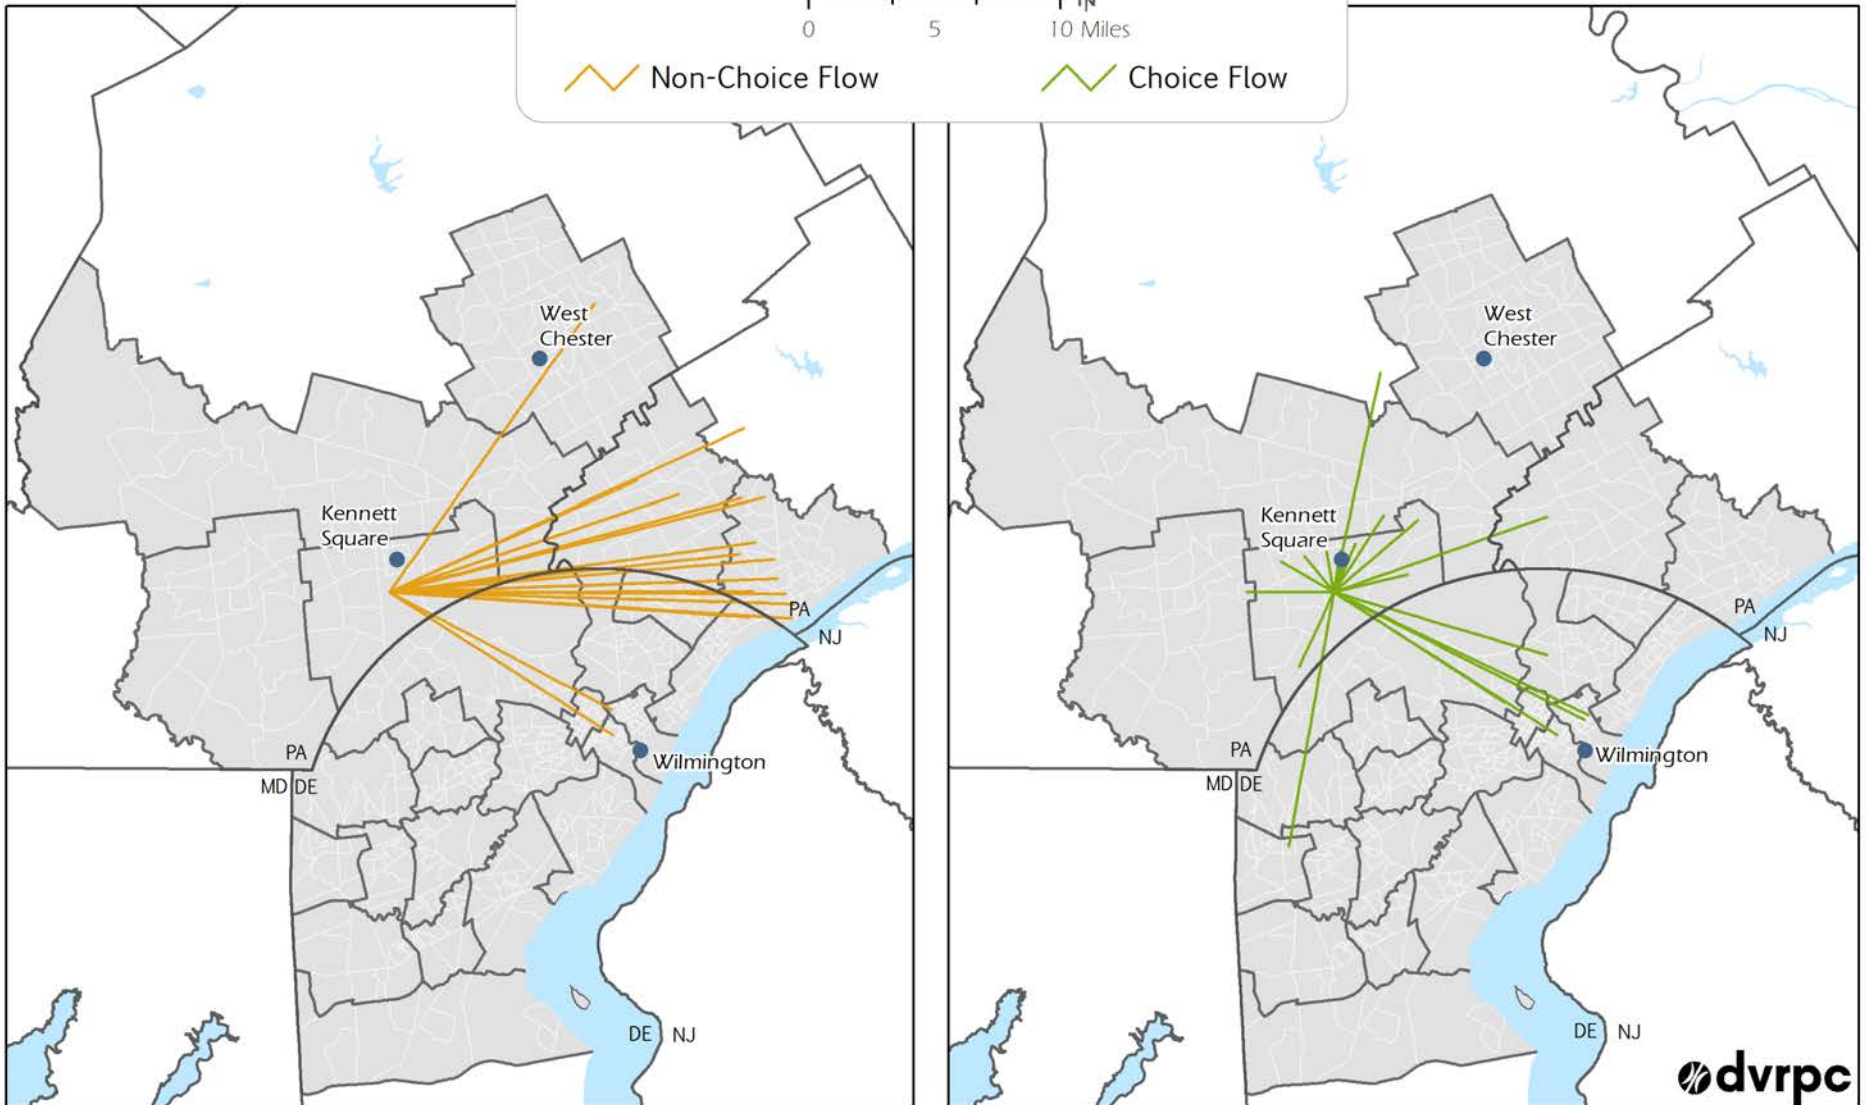 N
0
5
10 Miles
Non-Choice Flow
Choice Flow
West
Chester
Kennett
Square
PA
NJ
PA
MD
DE
Wilmington
DE
NJ
West
Chester
Kennett
Square
PA
NJ
PA
MD
DE
Wilmington
DE
NJ
dvrpc